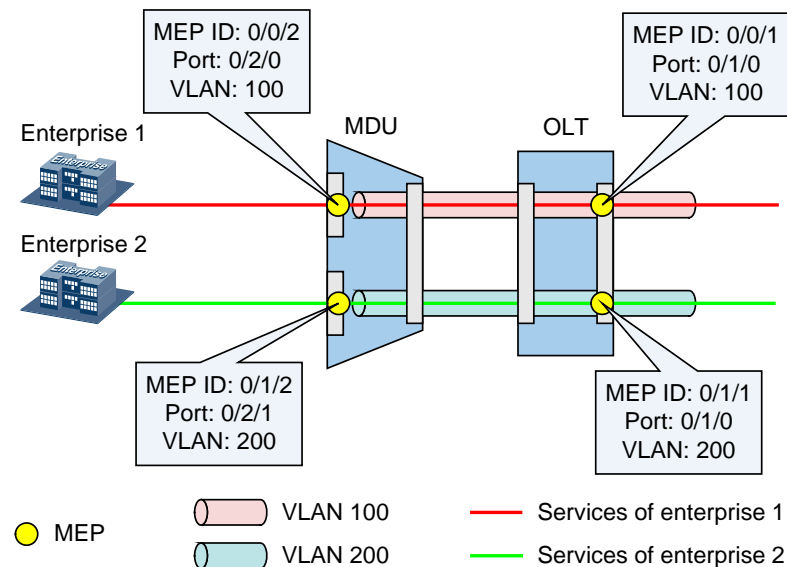 MEP ID: 0/0/2
Port: 0/2/0
VLAN: 100
MEP ID: 0/0/1
Port: 0/1/0
VLAN: 100
MDU
OLT
Enterprise 1
Enterprise
Enterprise 2
Enterprise
MEP ID: 0/1/2
Port: 0/2/1
VLAN: 200
MEP ID: 0/1/1
Port: 0/1/0
VLAN: 200
MEP
VLAN 100
VLAN 200
Services of enterprise 1
Services of enterprise 2